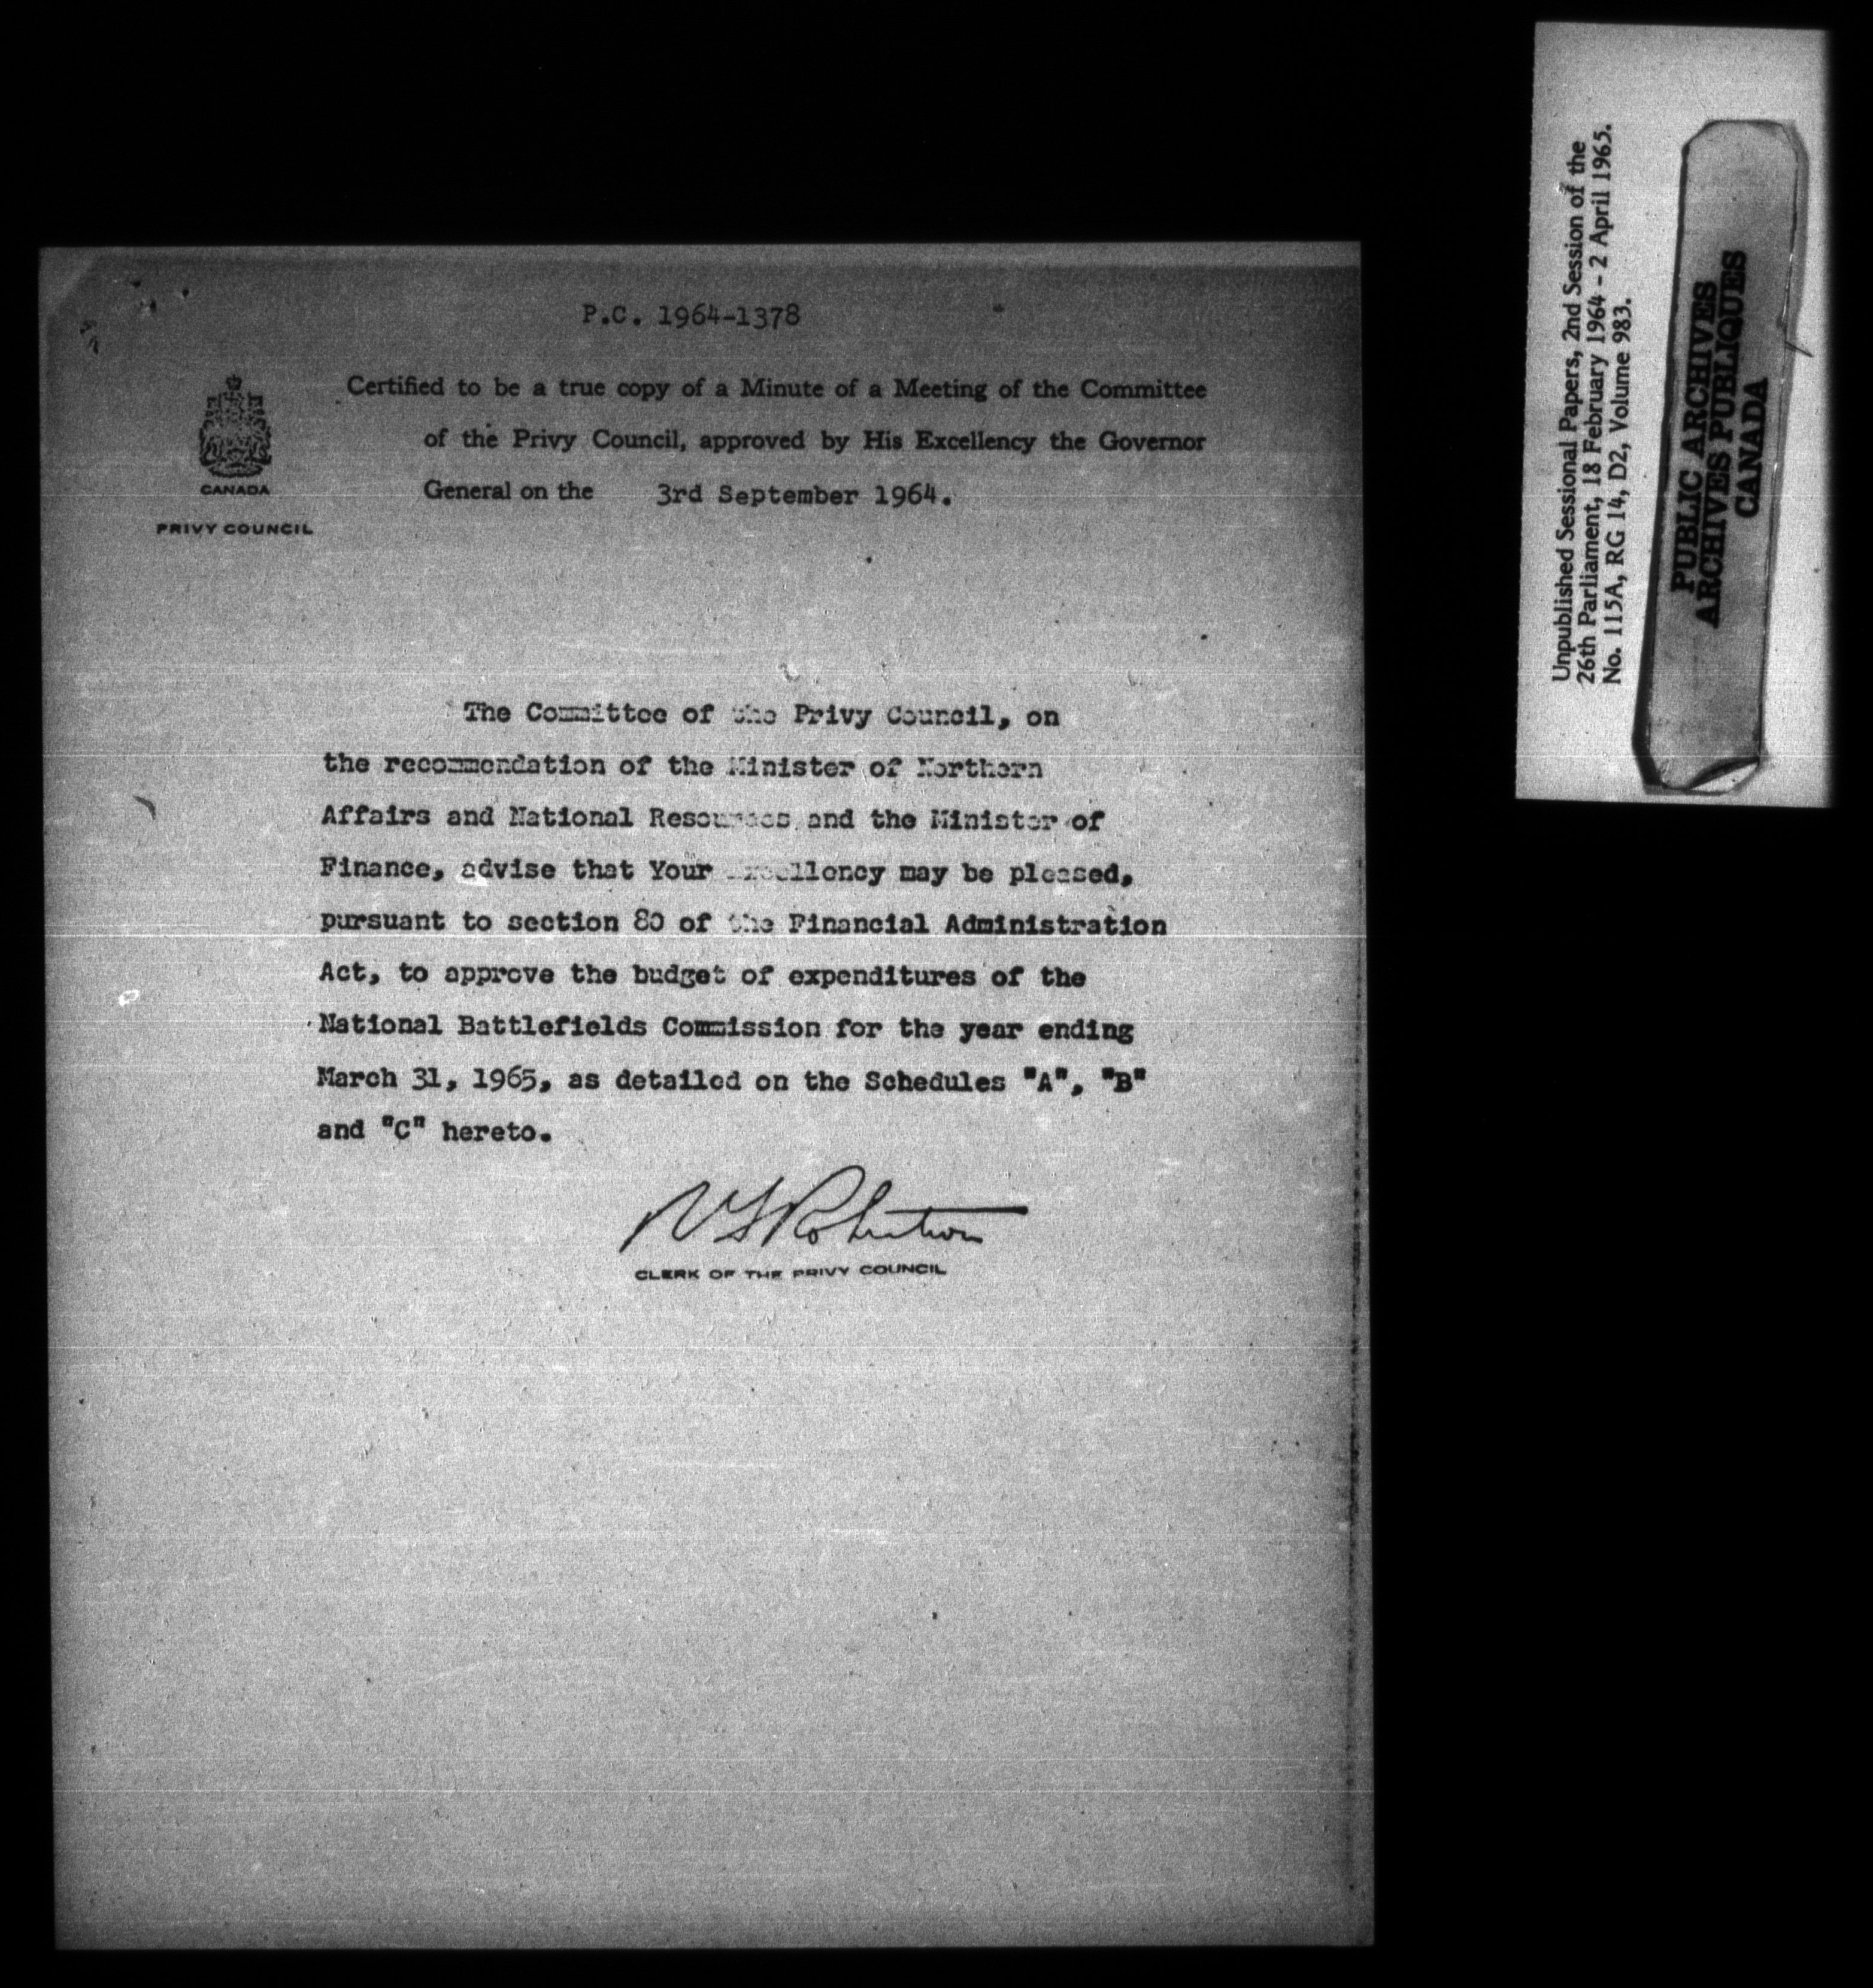 P.C. 1964-1378
Certified to be a true copy of a Minute of a Meeting of the Committee
of the Privy Council, approved by His Excellency the Governor
General on the 3rd September 1964.
CANADA
PRIVY COUNCIL
The Committee of the Privy Council, on
the recommendation of the Minister of Northern
Affairs and National Resources and the Minister of
Finance, advise that Your Excellency may be pleased,
pursuant to section 80 of the Financial Administration
Act, to approve the budget of expenditures of the
National Battlefields Commission for the year ending
March 31, 1965, as detailed on the Schedules "A", "B"
and "C" hereto.
CLERK OF THE PRIVY COUNCIL
Unpublished Sessional Papers, 2nd Session of the
26th Parliament, 18 February 1964 - 2 April 1965.
No. 115A, RG 14, D2, Volume 983.
PUBLIC ARCHIVES
ARCHIVES PUBLIQUES
CANADA